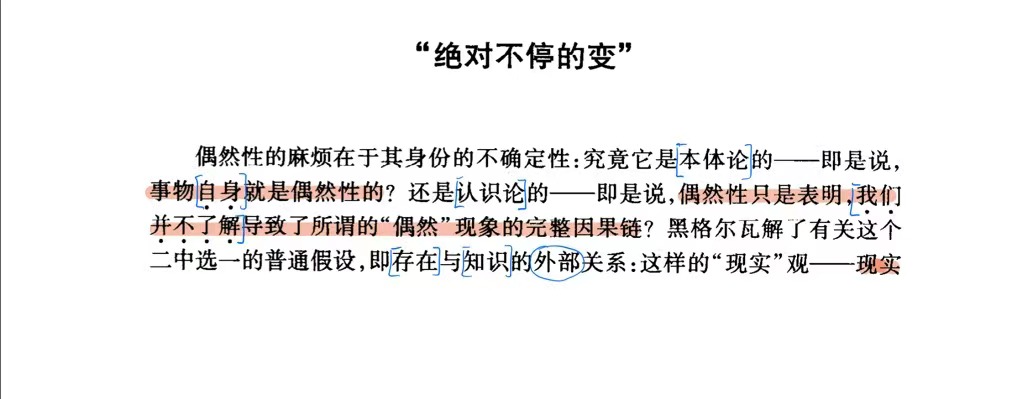 “绝对不停的变”
偶然性的麻烦在于其身份的不确定性：究竟它是本体论的——即是说，
事物自身就是偶然性的？还是认识论的——即是说，偶然性只是表明，我们
并不了解导致了所谓的“偶然”现象的完整因果链？黑格尔瓦解了有关这个
二中选一的普通假设，即存在与知识的外部关系：这样的“现实”观——现实